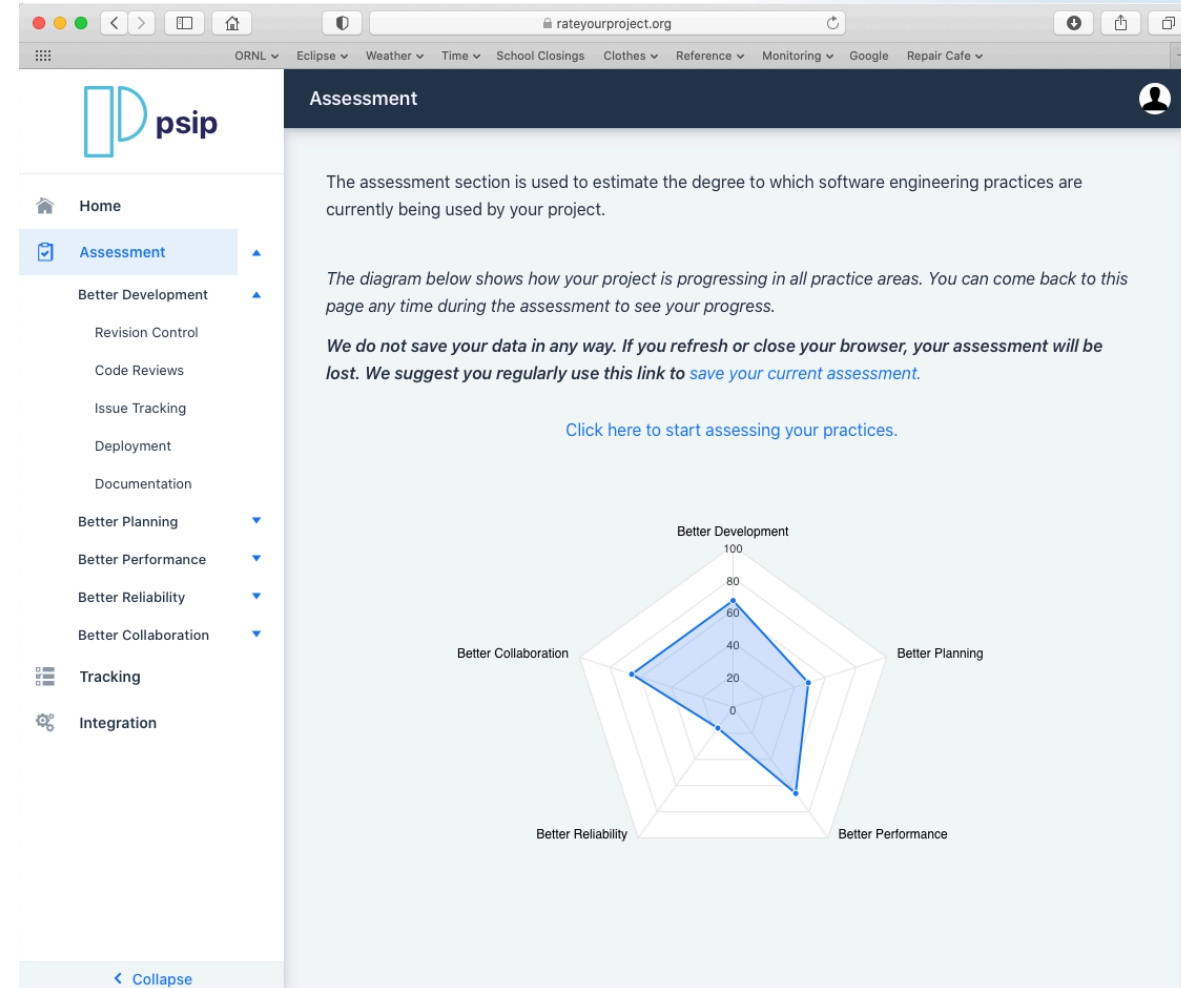 rateyourproject.org
ORNL Eclipse Weather Time School Closings Clothes Reference Monitoring Google Repair Cafe
psip
Home
Assessment
Better Development
Revision Control
Code Reviews
Issue Tracking
Deployment
Documentation
Better Planning
Better Performance
Better Reliability
Better Collaboration
Tracking
Integration
Collapse
Assessment
The assessment section is used to estimate the degree to which software engineering practices are
currently being used by your project.
The diagram below shows how your project is progressing in all practice areas. You can come back to this
page any time during the assessment to see your progress.
We do not save your data in any way. If you refresh or close your browser, your assessment will be
lost. We suggest you regularly use this link to save your current assessment.
Click here to start assessing your practices.
Better Development
100
80
60
40
20
0
Better Collaboration
Better Planning
Better Reliability
Better Performance